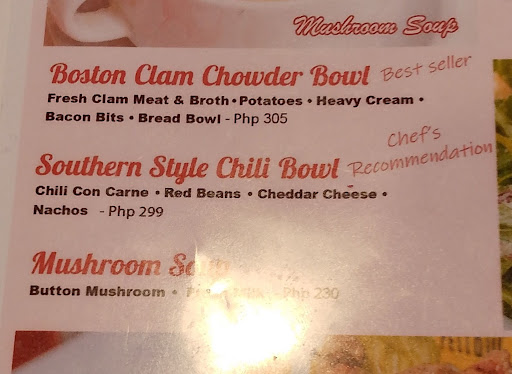 Mushroom Soup
Boston Clam Chowder Bowl Best seller
Fresh Clam Meat & Broth • Potatoes • Heavy Cream •
Bacon Bits • Bread Bowl - Php 305
Chef's
Southern Style Chili Bowl Recommendation
Chili Con Carne • Red Beans • Cheddar Cheese •
Nachos - Php 299
Mushroom Soup
Button Mushroom • - Php 230